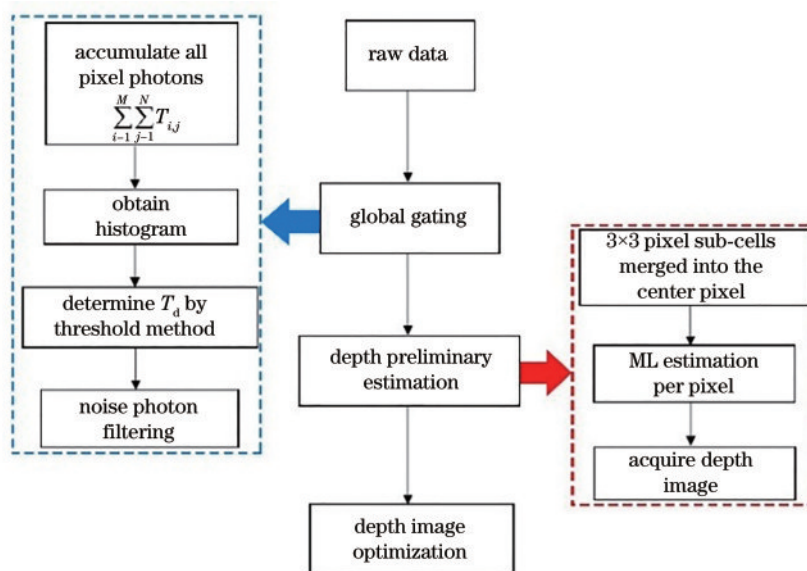 accumulate all
pixel photons
M N
∑ ∑ T i,j
i−1 j−1
obtain
histogram
determine Td by
threshold method
noise photon
filtering
raw data
global gating
depth preliminary
estimation
depth image
optimization
3×3 pixel sub-cells
merged into the
center pixel
ML estimation
per pixel
acquire depth
image